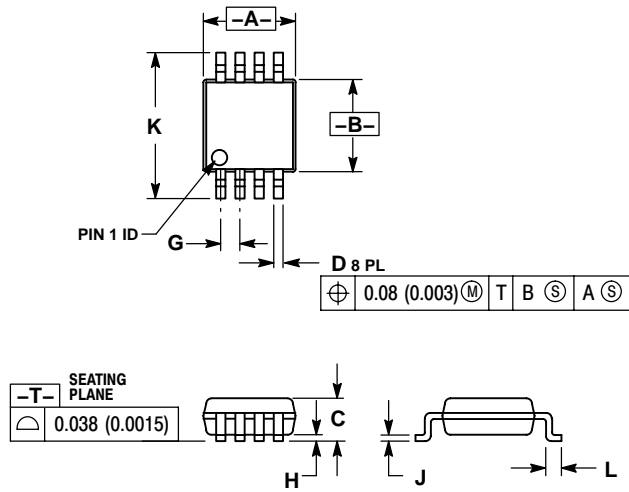 –A–
K
–B–
PIN 1 ID
G
D 8 PL
⌖ 0.08 (0.003) Ⓜ T B Ⓢ A Ⓢ
–T– SEATING
PLANE
⌓ 0.038 (0.0015)
C
H
J
L